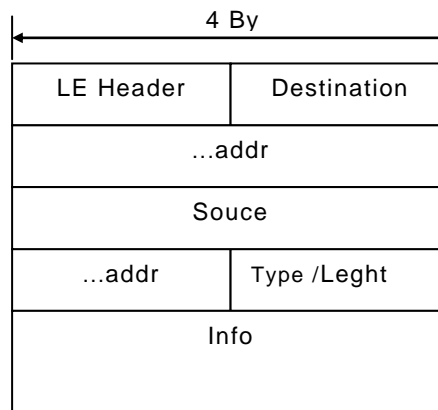 4 By
LE Header Destination
...addr
Souce
...addr Type /Leght
Info